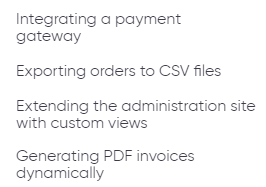 Integrating a payment
gateway
Exporting orders to CSV files
Extending the administration site
with custom views
Generating PDF invoices
dynamically